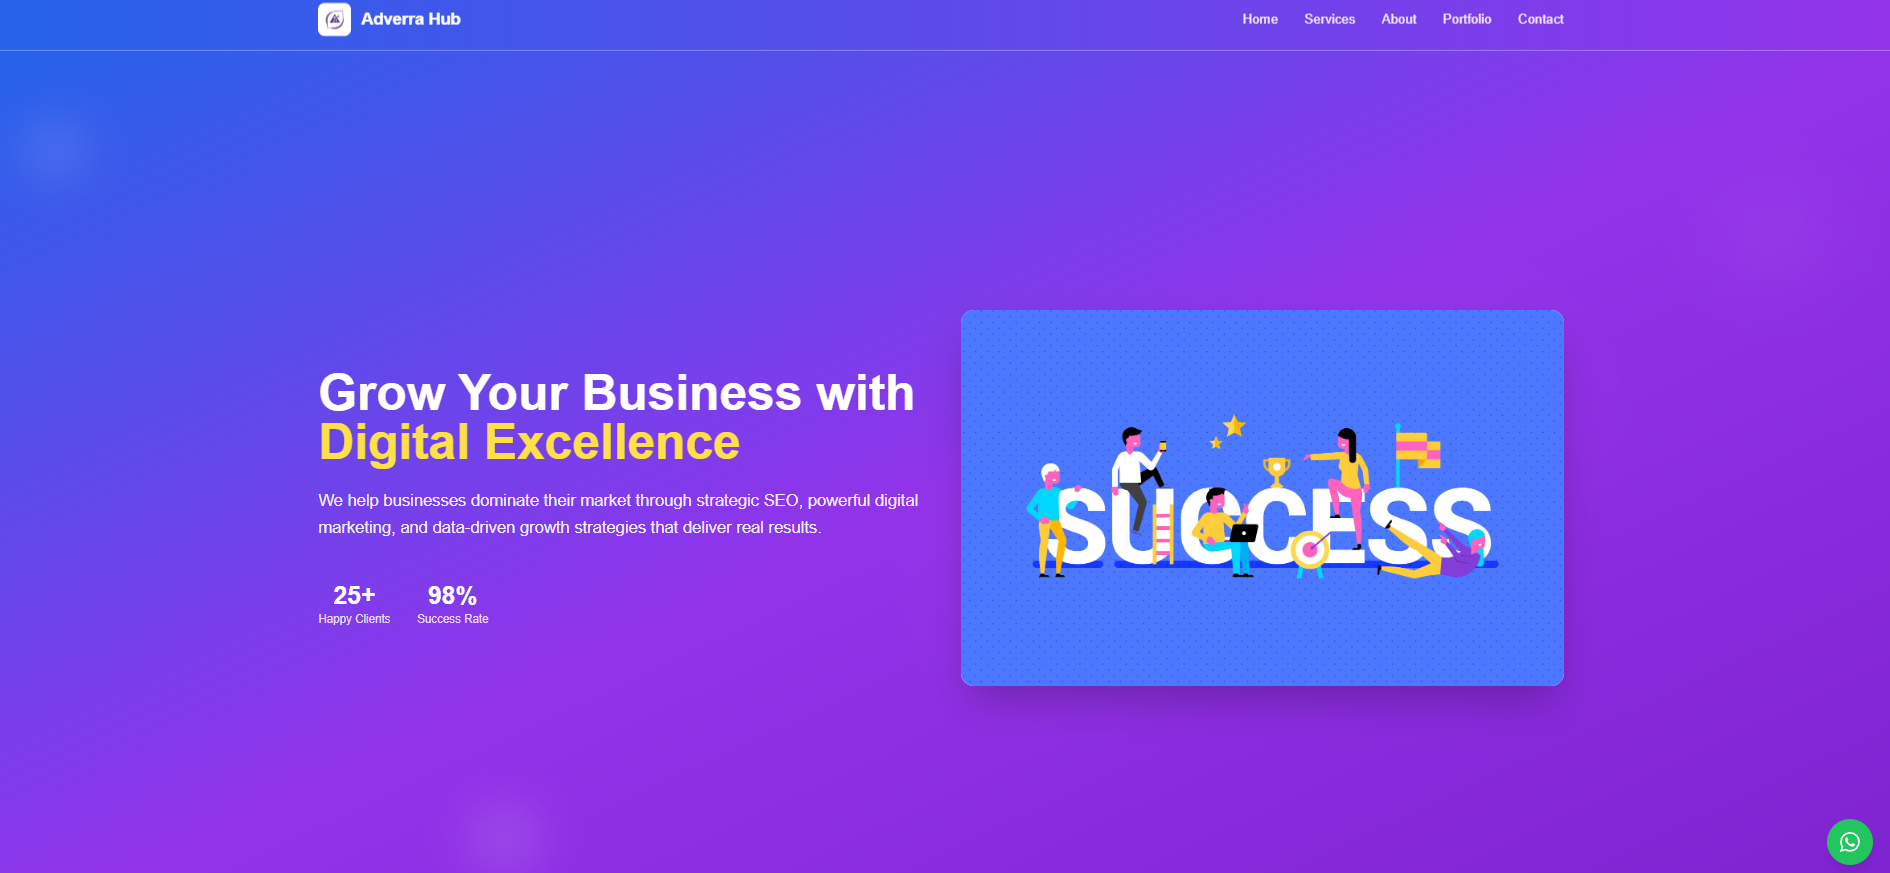 Adverra Hub
Home Services About Portfolio Contact
Grow Your Business with
Digital Excellence
We help businesses dominate their market through strategic SEO, powerful digital
marketing, and data-driven growth strategies that deliver real results.
25+ 98%
Happy Clients Success Rate
SUCCESS